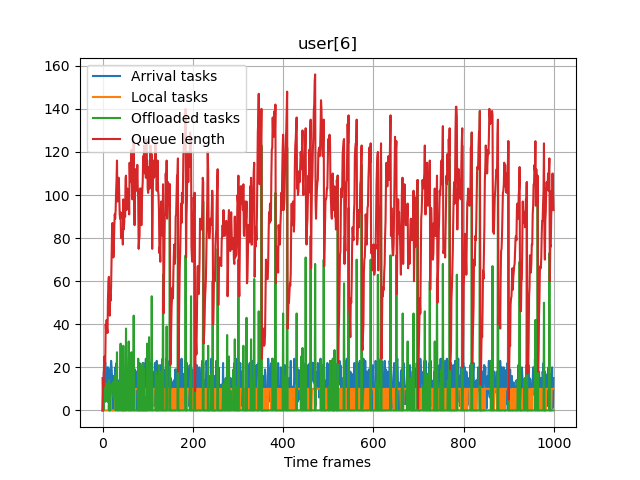 user[6]
160
140
120
100
80
60
40
20
0
Arrival tasks
Local tasks
Offloaded tasks
Queue length
0 200 400 600 800 1000
Time frames